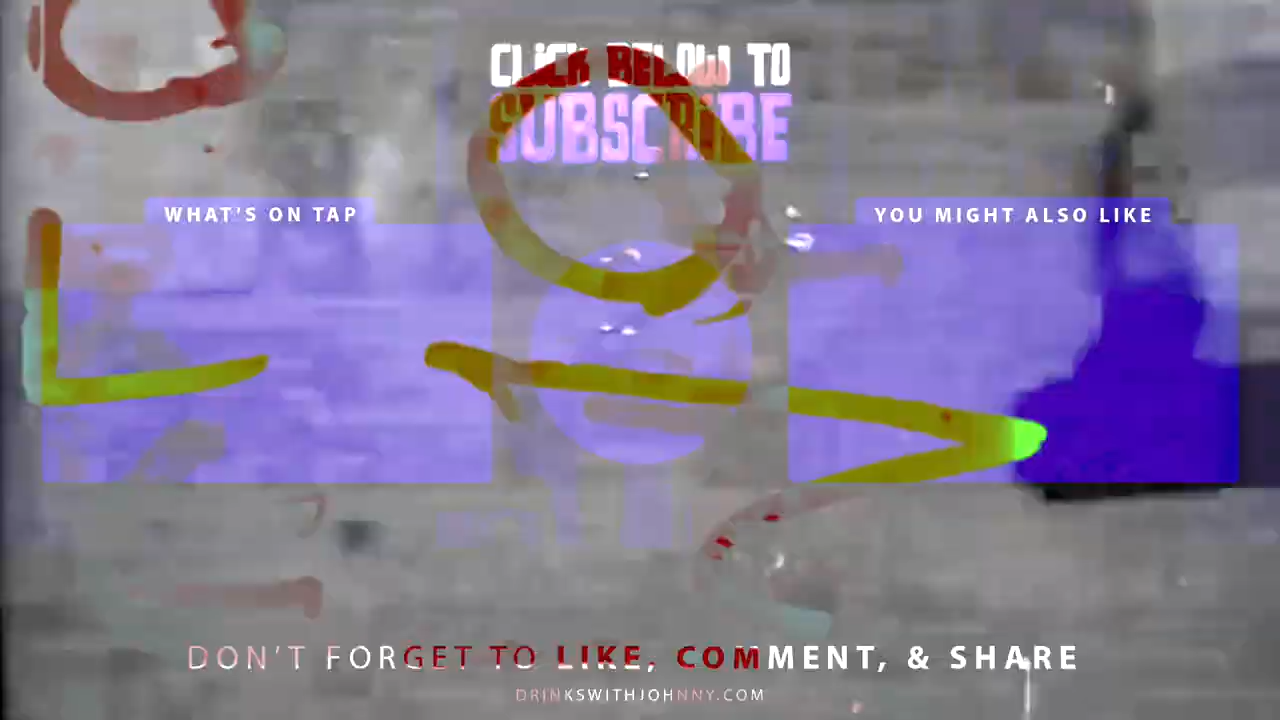 CLICK BELOW TO
SUBSCRIBE
WHAT'S ON TAP
YOU MIGHT ALSO LIKE
DON'T FORGET TO LIKE, COMMENT, & SHARE
DRINKSWITHJOHNNY.COM